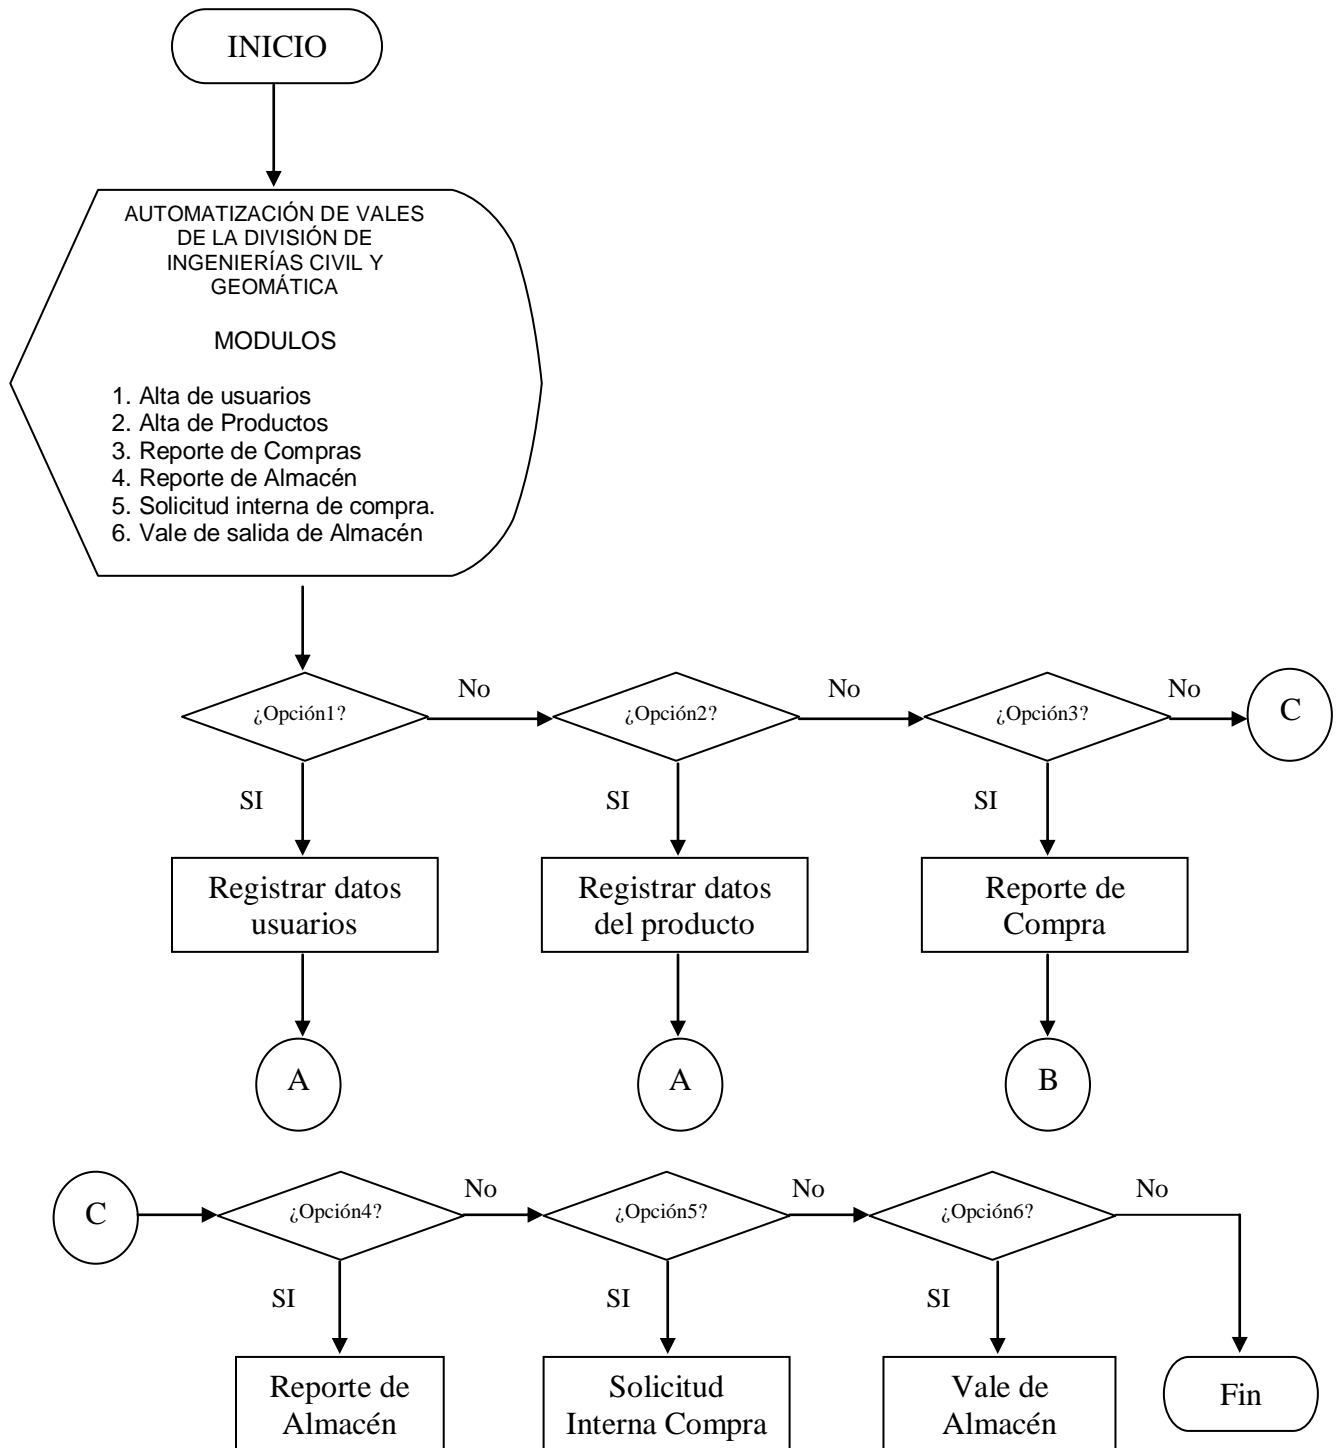 INICIO
AUTOMATIZACIÓN DE VALES
DE LA DIVISIÓN DE
INGENIERÍAS CIVIL Y
GEOMÁTICA
MODULOS
1. Alta de usuarios
2. Alta de Productos
3. Reporte de Compras
4. Reporte de Almacén
5. Solicitud interna de compra.
6. Vale de salida de Almacén
¿Opción1?
No
¿Opción2?
No
¿Opción3?
No
C
SI
SI
SI
Registrar datos
usuarios
Registrar datos
del producto
Reporte de
Compra
A
A
B
C
¿Opción4?
No
¿Opción5?
No
¿Opción6?
No
SI
SI
SI
Reporte de
Almacén
Solicitud
Interna Compra
Vale de
Almacén
Fin